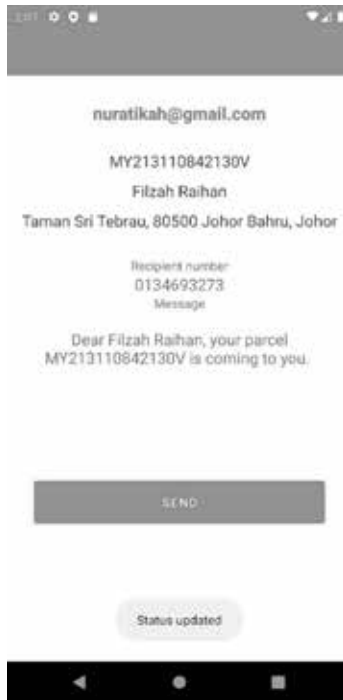 nuratikah@gmail.com
MY213110842130V
Filzah Raihan
Taman Sri Tebrau, 80500 Johor Bahru, Johor
Recipient number
0134693273
Message
Dear Filzah Raihan, your parcel
MY213110842130V is coming to you.
SEND
Status updated